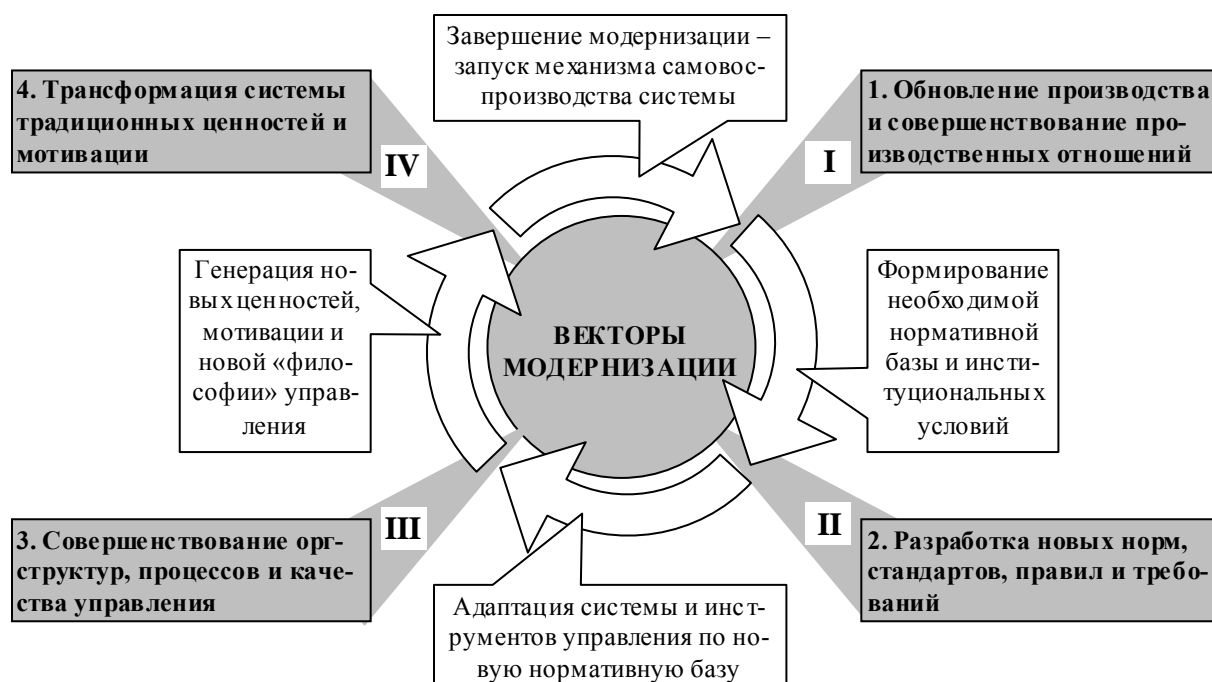 Завершение модернизации –
запуск механизма самовос-
производства системы
4. Трансформация системы
традиционных ценностей и
мотивации
1. Обновление производства
и совершенствование про-
изводственных отношений
IV
I
Генерация но-
вых ценностей,
мотивации и
новой «фило-
софии» управ-
ления
ВЕКТОРЫ
МОДЕРНИЗАЦИИ
Формирование
необходимой
нормативной
базы и инсти-
туциональных
условий
III
II
3. Совершенствование орг-
структур, процессов и каче-
ства управления
2. Разработка новых норм,
стандартов, правил и требо-
ваний
Адаптация системы и инст-
рументов управления по но-
вую нормативную базу